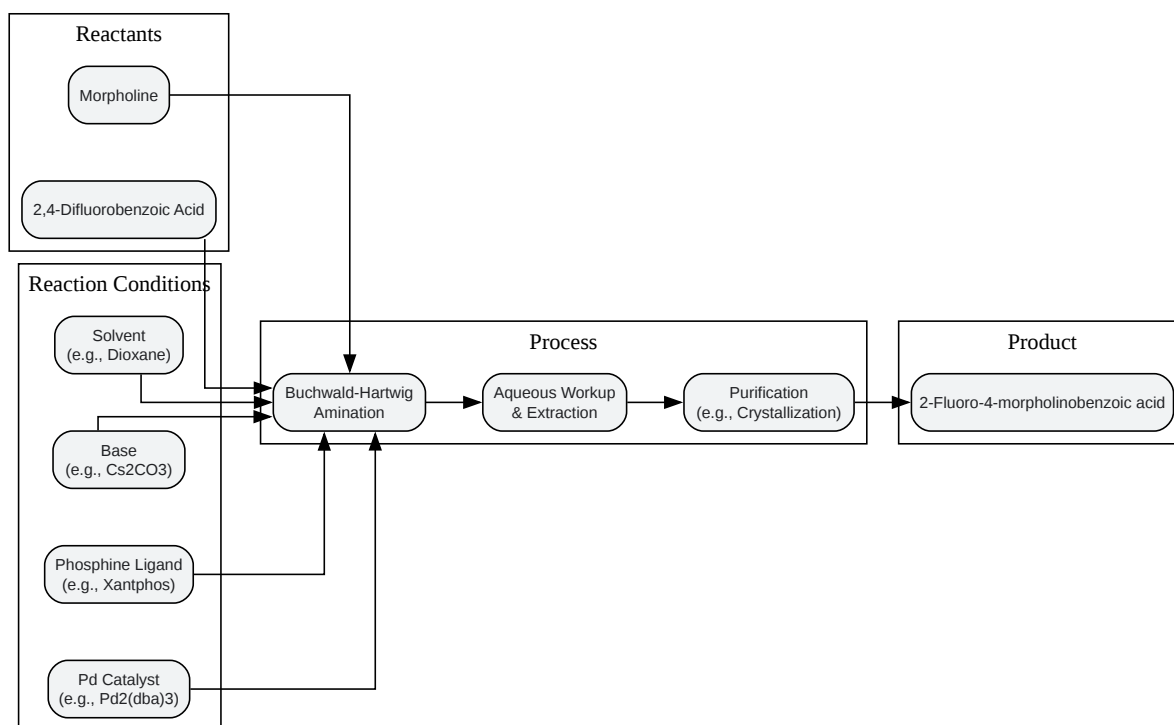 Reactants
Morpholine
2,4-Difluorobenzoic Acid
Reaction Conditions
Solvent
(e.g., Dioxane)
Base
(e.g., Cs2CO3)
Phosphine Ligand
(e.g., Xantphos)
Pd Catalyst
(e.g., Pd2(dba)3)
Process
Buchwald-Hartwig
Amination
Aqueous Workup
& Extraction
Purification
(e.g., Crystallization)
Product
2-Fluoro-4-morpholinobenzoic acid